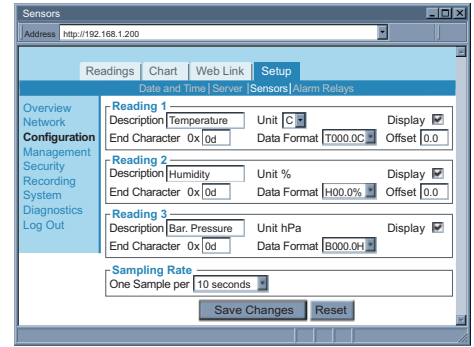 Sensors
Address http://192.168.1.200
Readings Chart Web Link Setup
Date and Time | Server | Sensors | Alarm Relays
Overview
Network
Configuration
Management
Security
Recording
System
Diagnostics
Log Out
Reading 1
Description Temperature Unit C Display
End Character 0x 0d Data Format T000.0C Offset 0.0
Reading 2
Description Humidity Unit % Display
End Character 0x 0d Data Format H00.0% Offset 0.0
Reading 3
Description Bar. Pressure Unit hPa Display
End Character 0x 0d Data Format B000.0H
Sampling Rate
One Sample per 10 seconds
Save Changes Reset